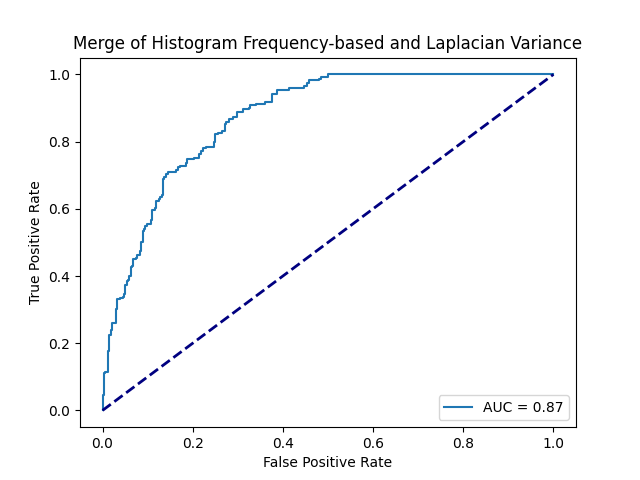 Merge of Histogram Frequency-based and Laplacian Variance
True Positive Rate
1.0
0.8
0.6
0.4
0.2
0.0
AUC = 0.87
0.0 0.2 0.4 0.6 0.8 1.0
False Positive Rate